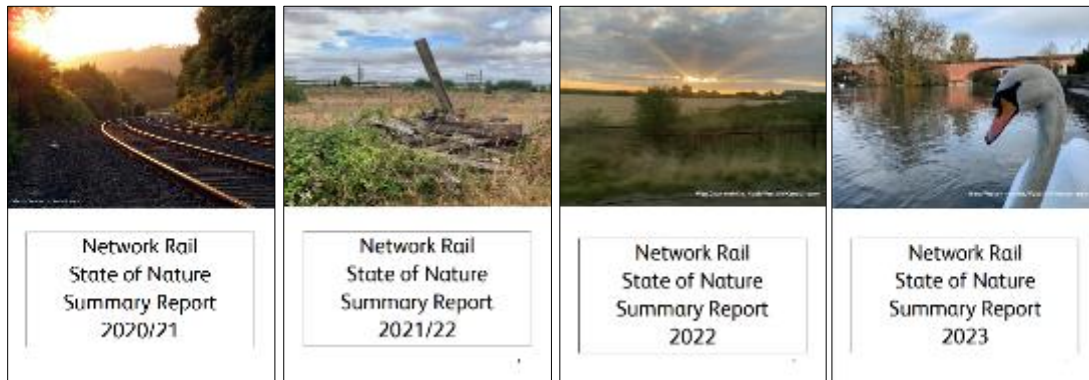 Network Rail
State of Nature
Summary Report
2020/21
Network Rail
State of Nature
Summary Report
2021/22
Network Rail
State of Nature
Summary Report
2022
Network Rail
State of Nature
Summary Report
2023